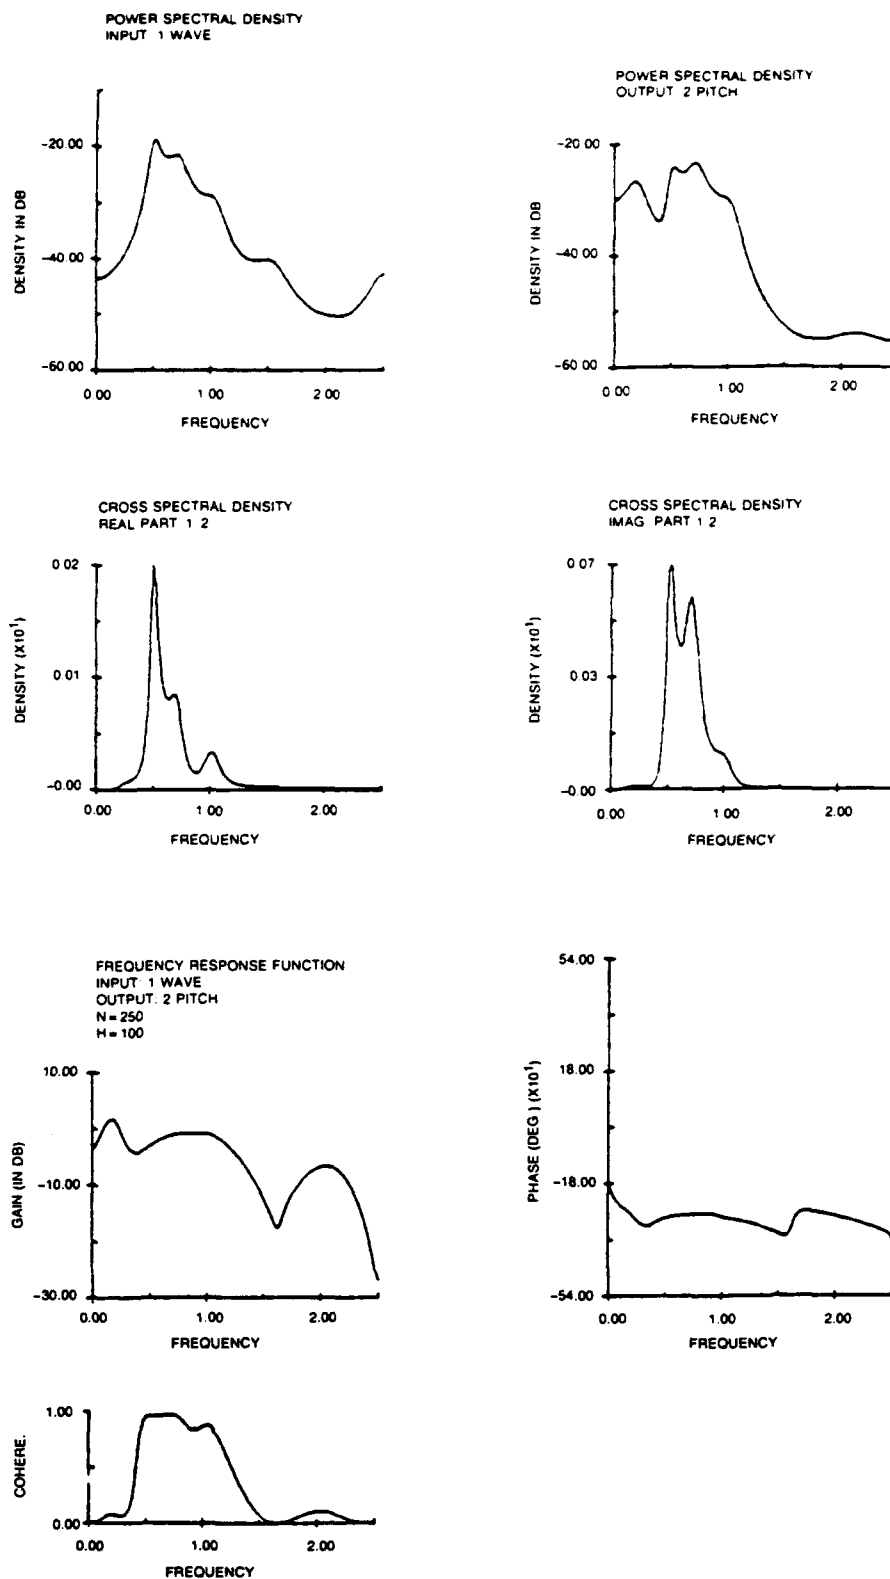 POWER SPECTRAL DENSITY
INPUT 1 WAVE
-20.00
-40.00
-60.00
DENSITY IN DB
0.00 1.00 2.00
FREQUENCY
POWER SPECTRAL DENSITY
OUTPUT 2 PITCH
-20 00
-40.00
-60.00
DENSITY IN DB
0 00 1 00 2 00
FREQUENCY
CROSS SPECTRAL DENSITY
REAL PART 1 2
0 02
0.01
-0.00
DENSITY (X10¹)
0.00 1.00 2.00
FREQUENCY
CROSS SPECTRAL DENSITY
IMAG PART 1 2
0 07
0 03
-0.00
DENSITY (X10¹)
0.00 1.00 2.00
FREQUENCY
FREQUENCY RESPONSE FUNCTION
INPUT: 1 WAVE
OUTPUT: 2 PITCH
N=250
H=100
10.00
-10.00
-30.00
GAIN (IN DB)
0.00 1.00 2.00
FREQUENCY
54.00
18.00
-18.00
-54.00
PHASE (DEG ) (X10¹)
0.00 1.00 2.00
FREQUENCY
1.00
0.00
COHERE.
0.00 1.00 2.00
FREQUENCY